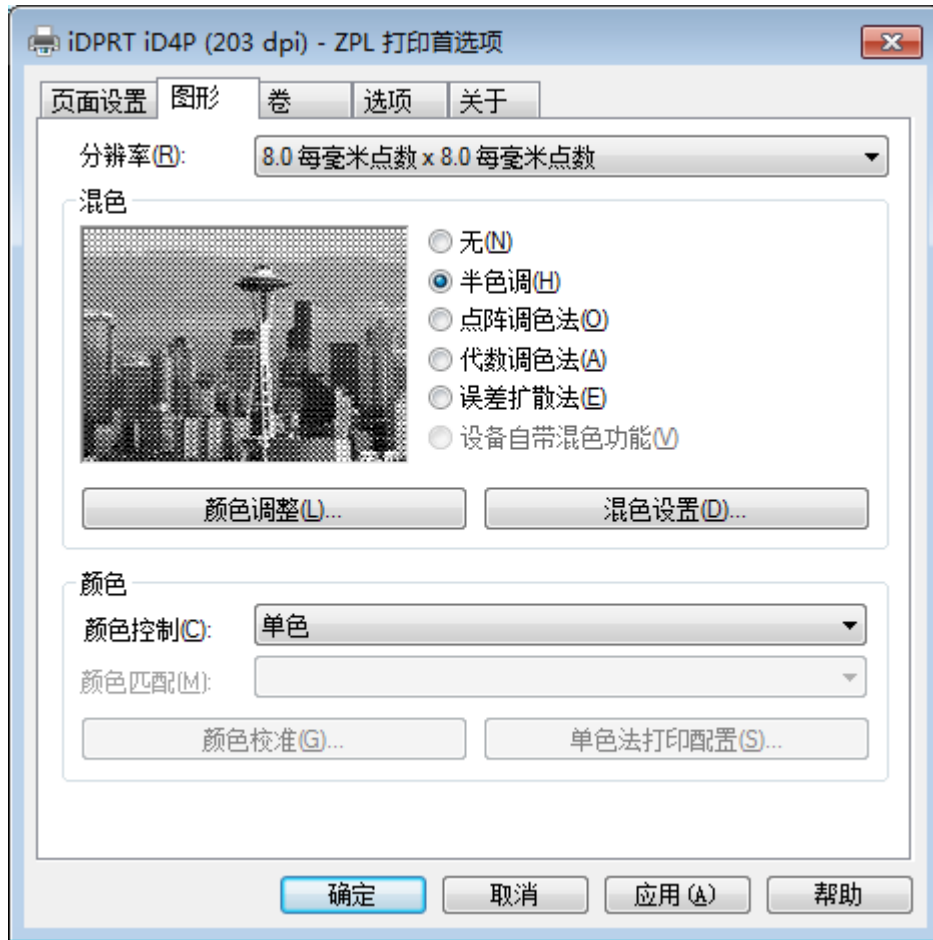 iDPRT iD4P (203 dpi) - ZPL 打印首选项
页面设置 图形 卷 选项 关于
分辨率(R): 8.0 每毫米点数 x 8.0 每毫米点数
混色
无(N)
半色调(H)
点阵调色法(O)
代数调色法(A)
误差扩散法(E)
设备自带混色功能(V)
颜色调整(L)... 混色设置(D)...
颜色
颜色控制(C): 单色
颜色匹配(M):
颜色校准(G)... 单色法打印配置(S)...
确定 取消 应用(A) 帮助